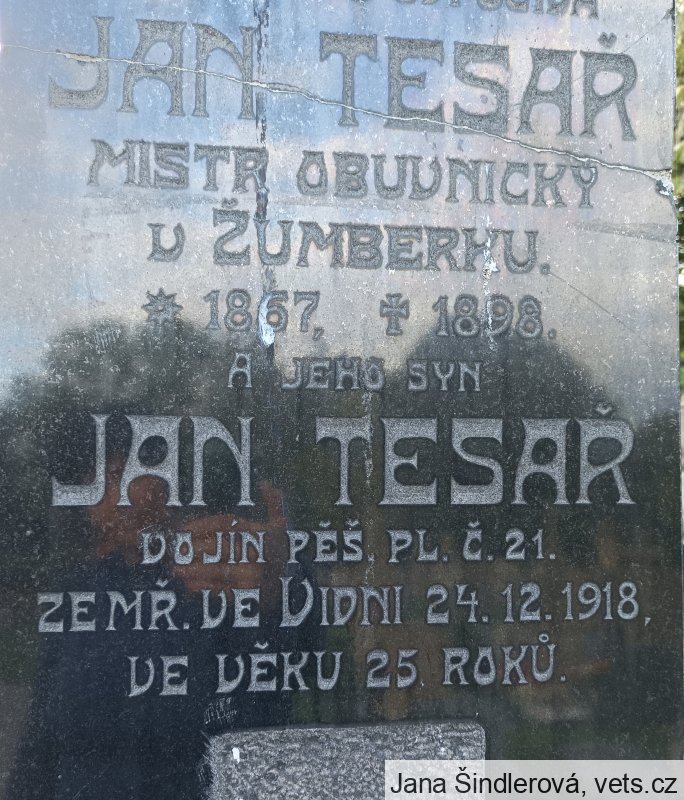 JAN TESAŘ
MISTR OBUVNICKÝ
V ŽUMBERKU.
* 1867, ✝ 1898.
A JEHO SYN
JAN TESAŘ
VOJÍN PĚŠ. PL. Č. 21.
ZEMŘ. VE VIDNI 24. 12. 1918,
VE VĚKU 25 ROKŮ.
Jana Šindlerová, vets.cz